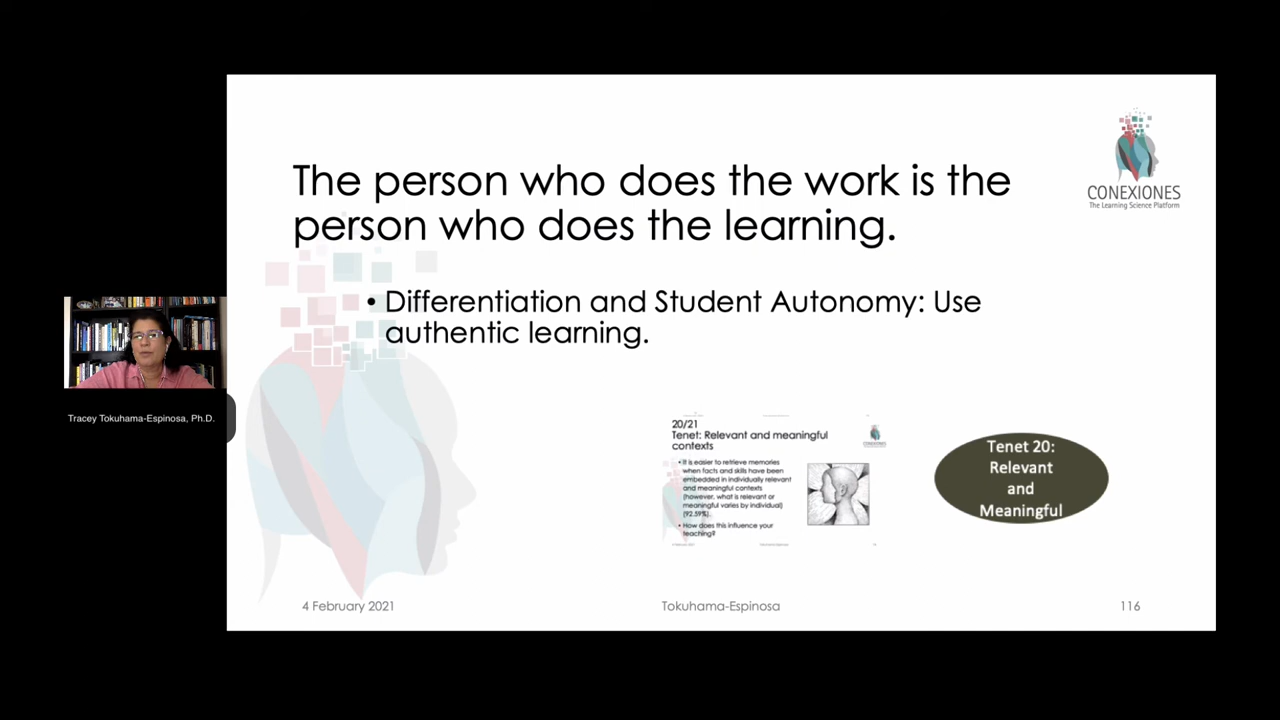 The person who does the work is the
person who does the learning.
CONEXIONES
The Learning Science Platform
• Differentiation and Student Autonomy: Use
authentic learning.
Tracey Tokuhama-Espinosa, Ph.D.
20/21
Tenet: Relevant and meaningful
contexts
• It is easier to retrieve memories
when facts and skills have been
embedded in individually relevant
and meaningful contexts
(however, what is relevant or
meaningful varies by individual)
(92.59%).
• How does this influence your
teaching?
Tenet 20:
Relevant
and
Meaningful
4 February 2021
Tokuhama-Espinosa
116